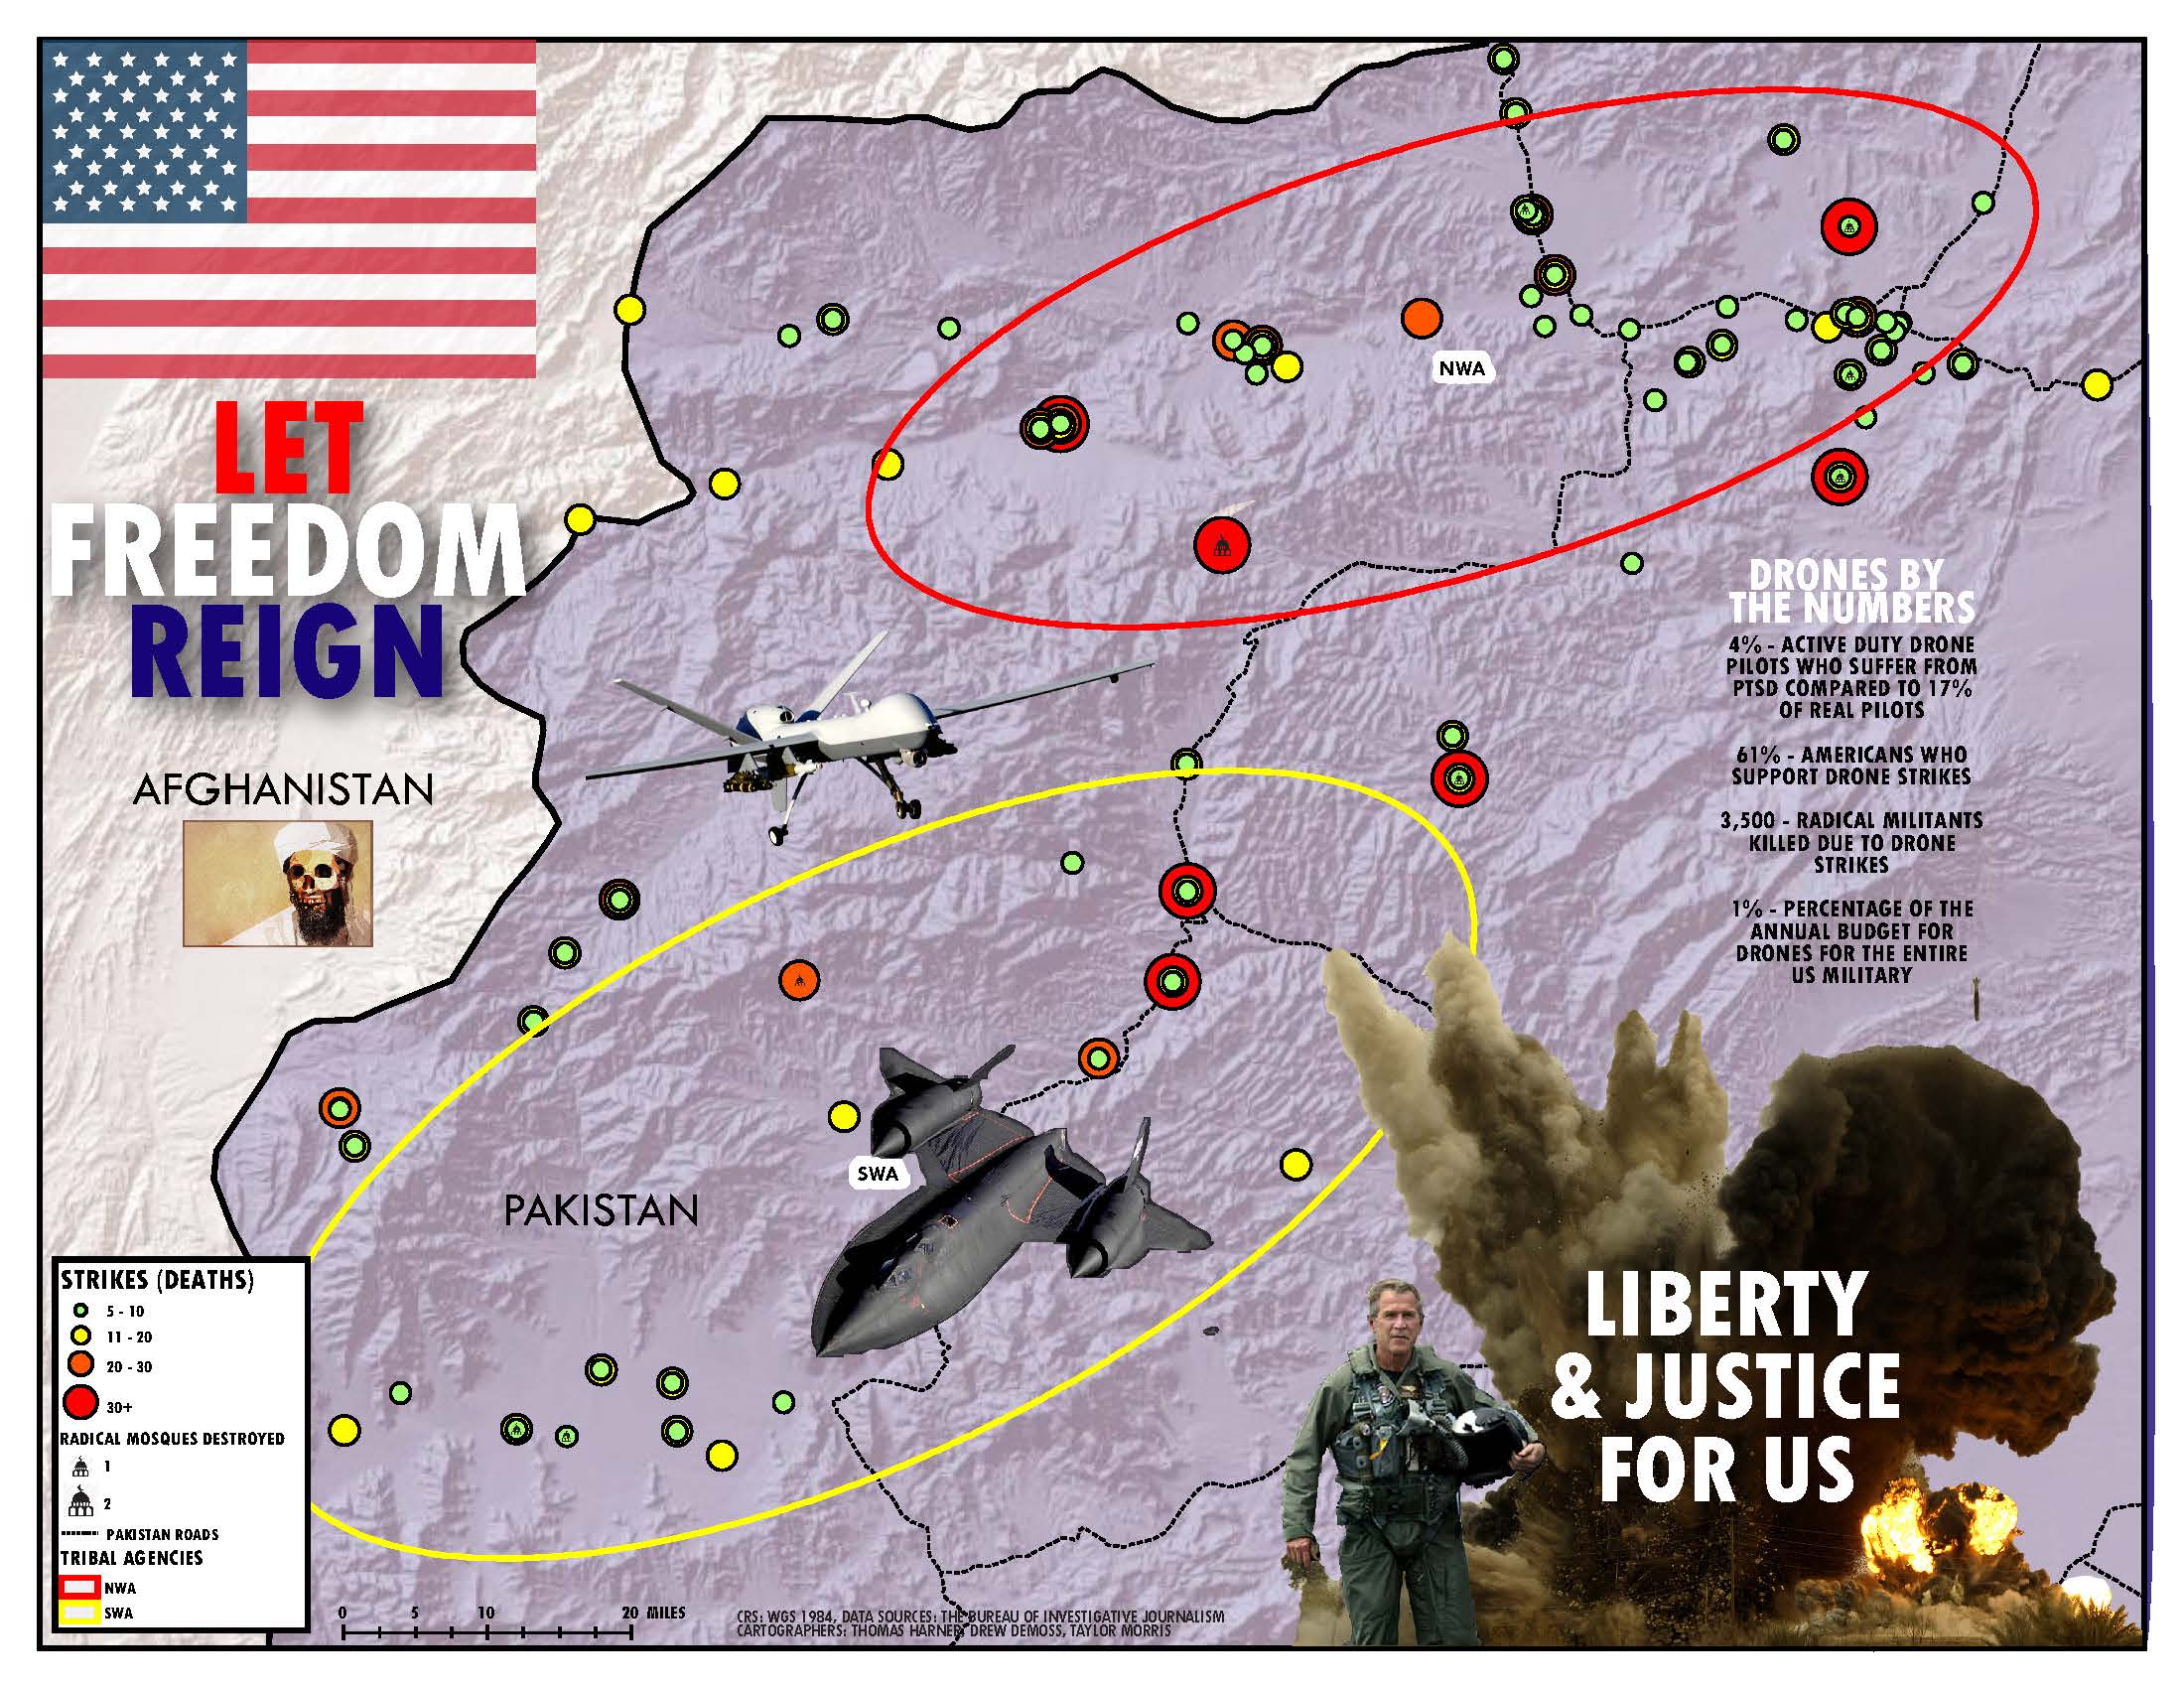 LET
FREEDOM
REIGN
AFGHANISTAN
NWA
DRONES BY
THE NUMBERS
4% - ACTIVE DUTY DRONE
PILOTS WHO SUFFER FROM
PTSD COMPARED TO 17%
OF REAL PILOTS
61% - AMERICANS WHO
SUPPORT DRONE STRIKES
3,500 - RADICAL MILITANTS
KILLED DUE TO DRONE
STRIKES
1% - PERCENTAGE OF THE
ANNUAL BUDGET FOR
DRONES FOR THE ENTIRE
US MILITARY
SWA
PAKISTAN
STRIKES (DEATHS)
5 - 10
11 - 20
20 - 30
30+
RADICAL MOSQUES DESTROYED
1
2
PAKISTAN ROADS
TRIBAL AGENCIES
NWA
SWA
0 5 10 20 MILES
CRS: WGS 1984, DATA SOURCES: THE BUREAU OF INVESTIGATIVE JOURNALISM
CARTOGRAPHERS: THOMAS HARNER, DREW DEMOSS, TAYLOR MORRIS
LIBERTY
& JUSTICE
FOR US